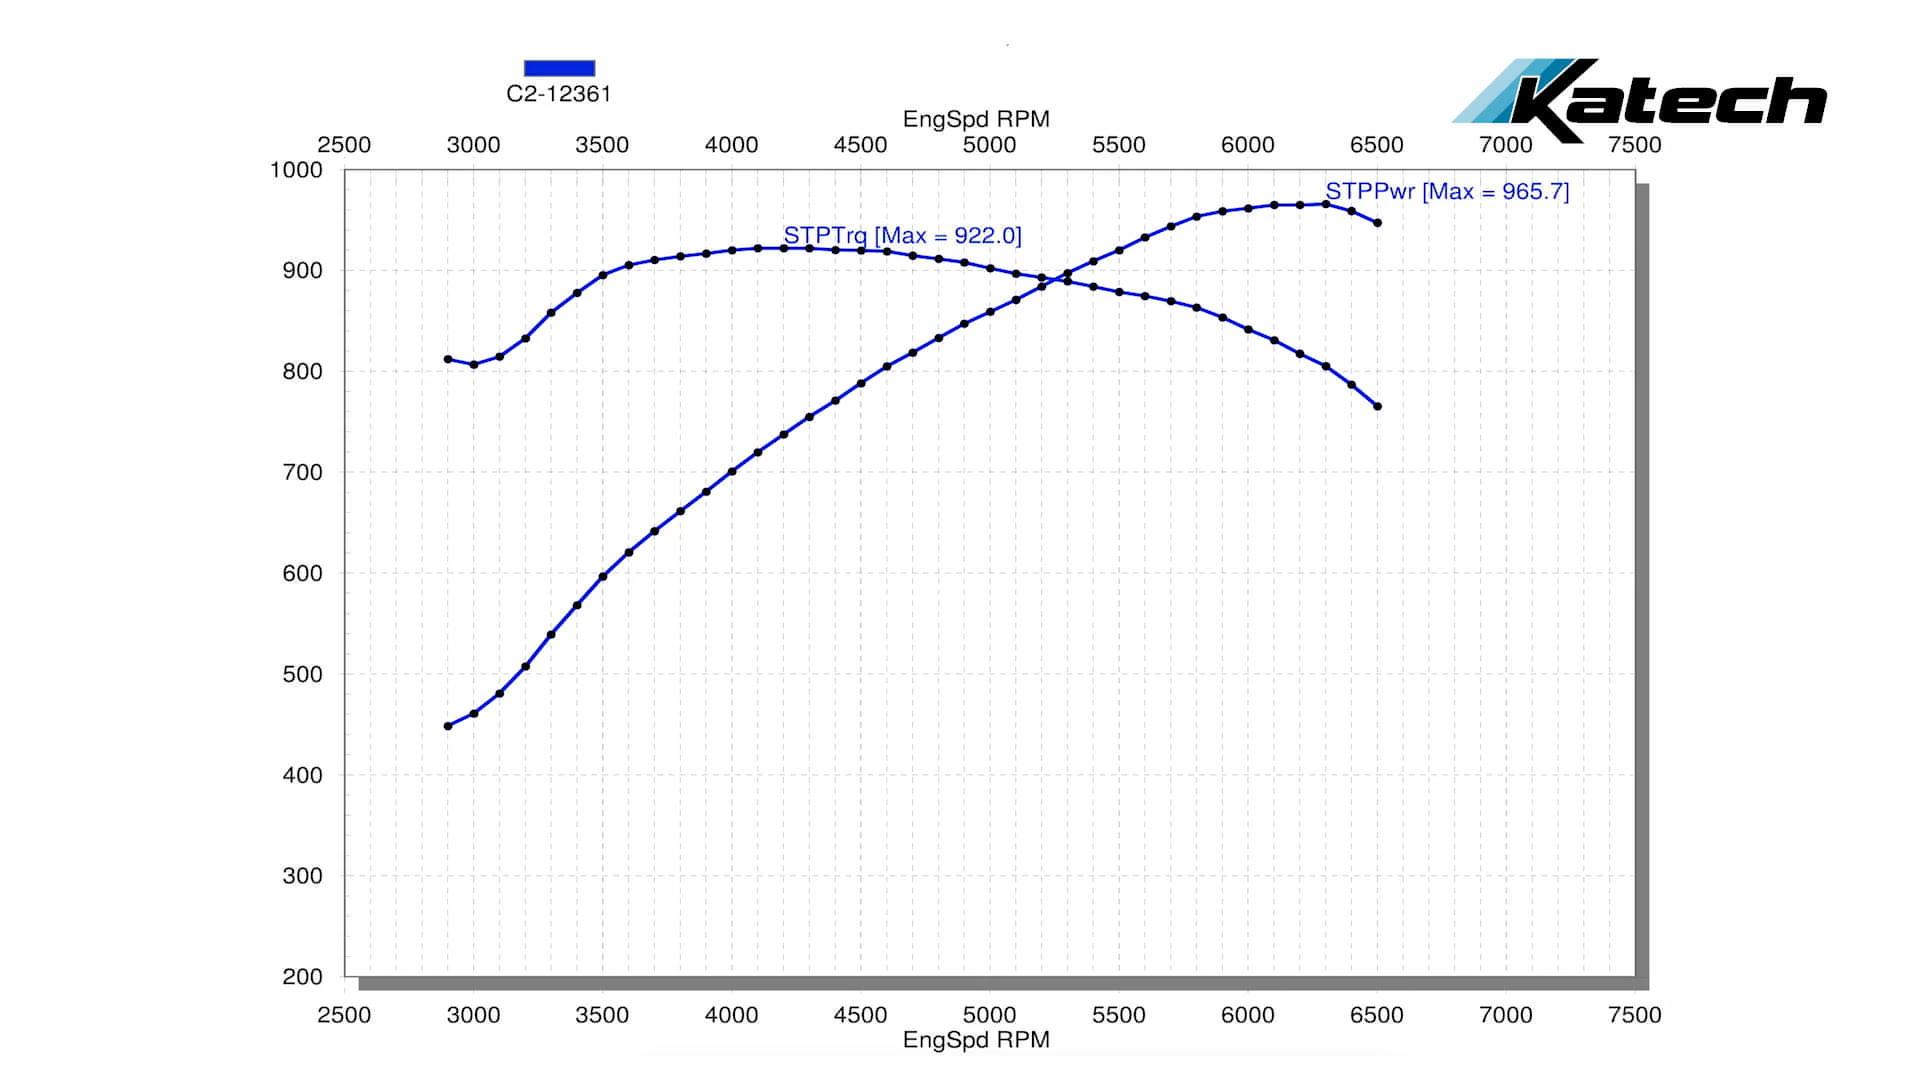 Katech
C2-12361
EngSpd RPM
2500 3000 3500 4000 4500 5000 5500 6000 6500 7000 7500
1000
STPPwr [Max = 965.7]
STPTrq [Max = 922.0]
900
800
700
600
500
400
300
200
2500 3000 3500 4000 4500 5000 5500 6000 6500 7000 7500
EngSpd RPM